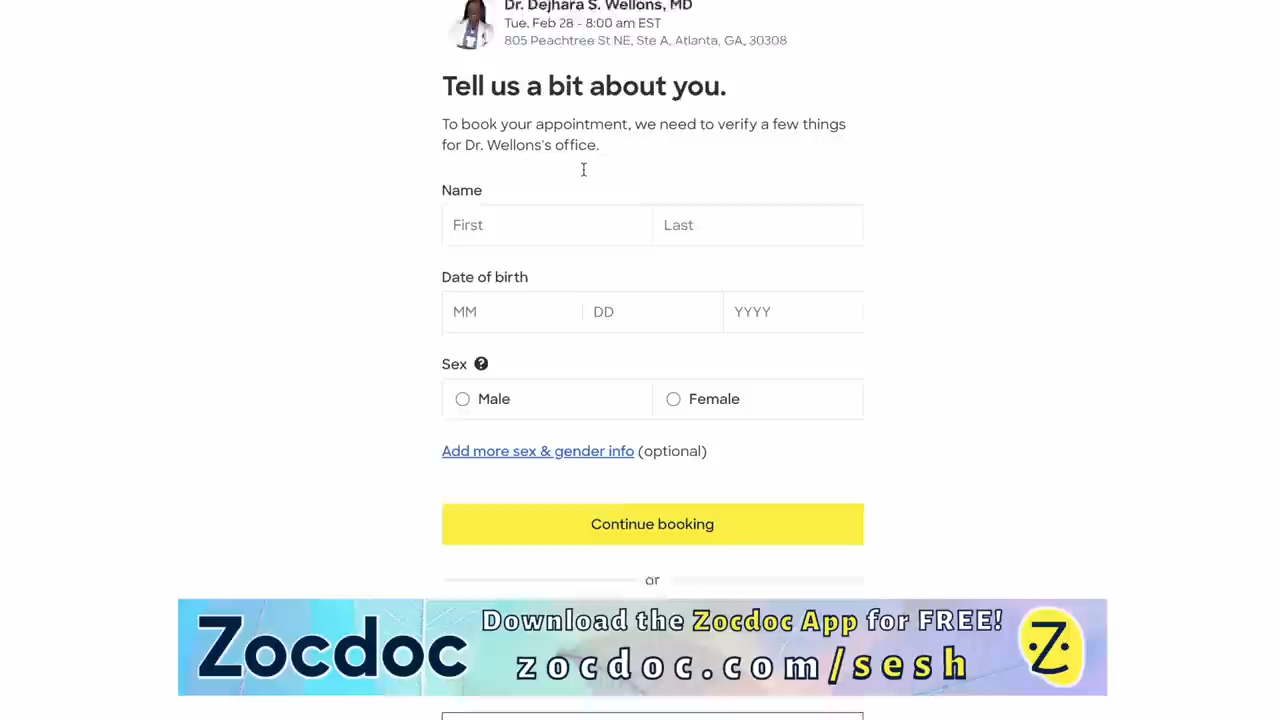 Dr. Dejhara S. Wellons, MD
Tue, Feb 28 - 8:00 am EST
805 Peachtree St NE, Ste A, Atlanta, GA, 30308
Tell us a bit about you.
To book your appointment, we need to verify a few things
for Dr. Wellons's office.
Name
First Last
Date of birth
MM DD YYYY
Sex ?
Male Female
Add more sex & gender info (optional)
Continue booking
or
Zocdoc
Download the Zocdoc App for FREE!
zocdoc.com/sesh
Z